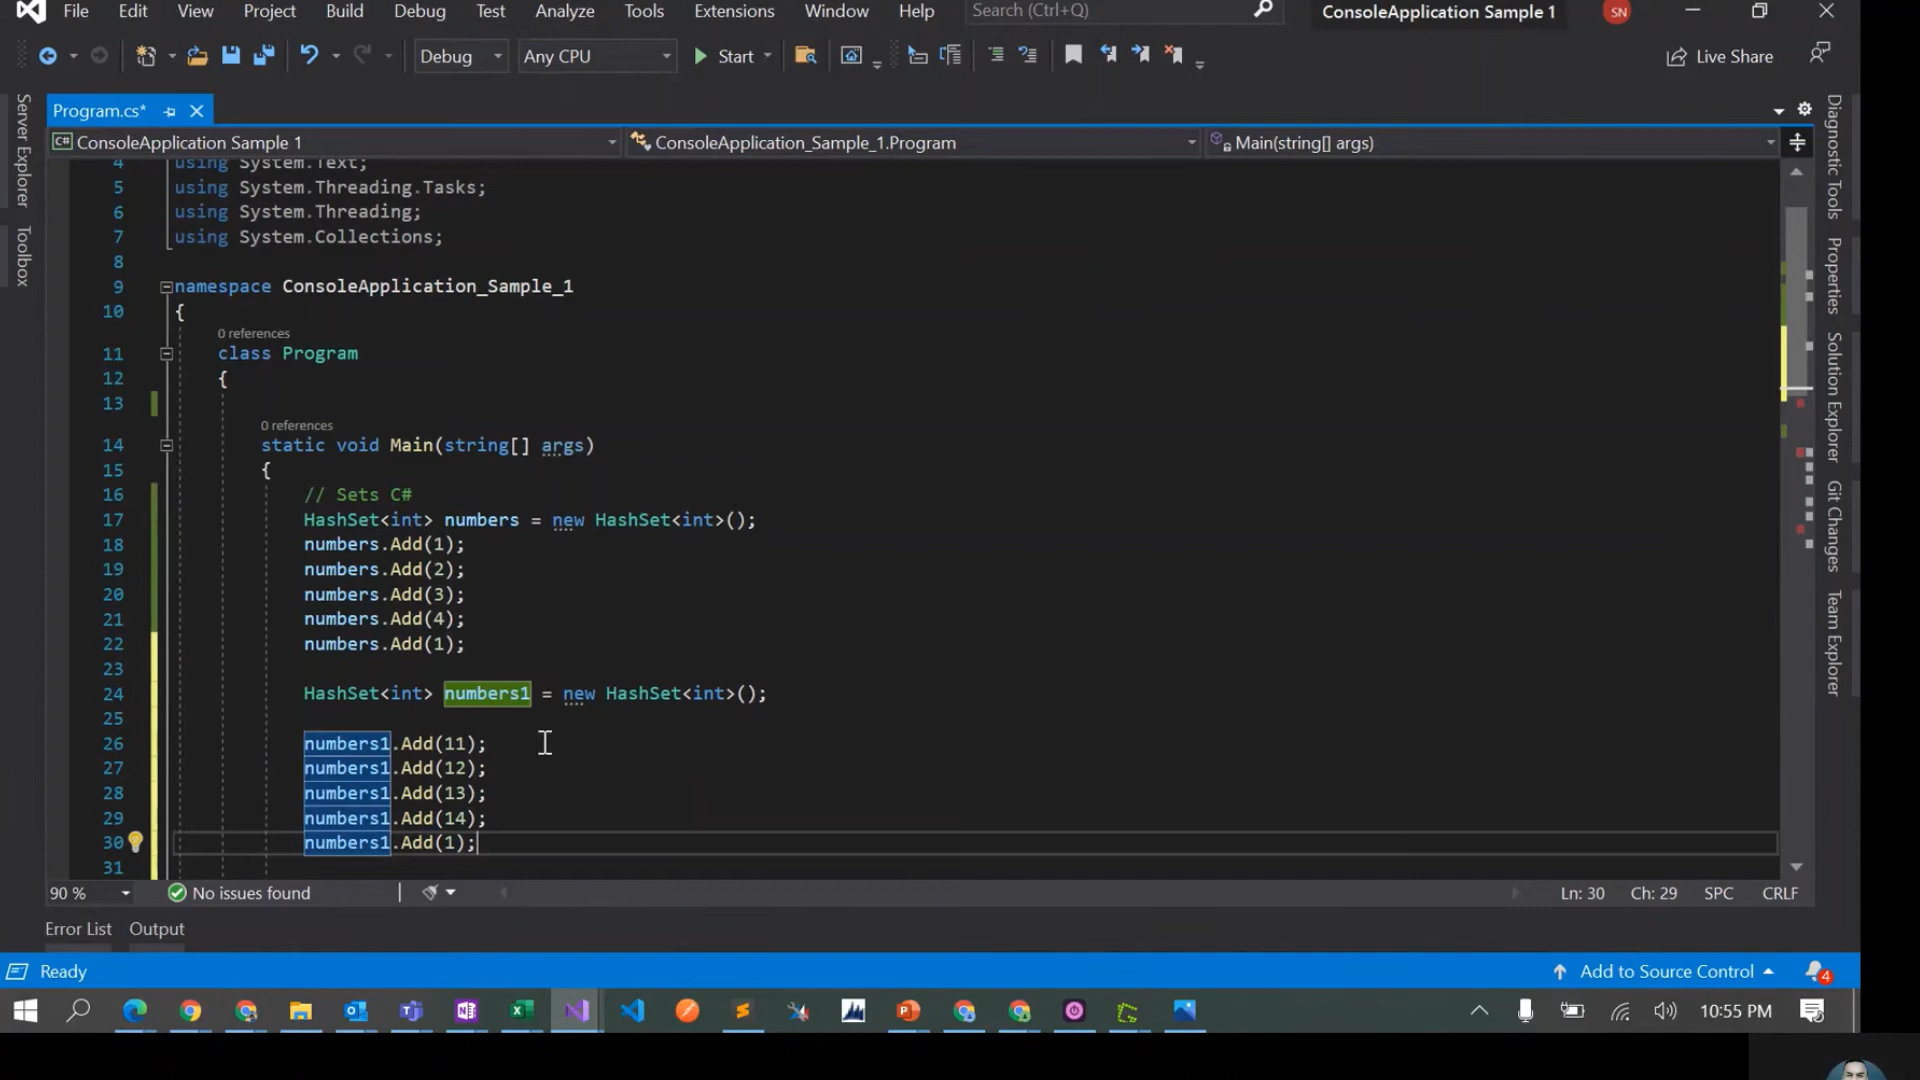 File Edit View Project Build Debug Test Analyze Tools Extensions Window Help Search (Ctrl+Q) ConsoleApplication Sample 1 SN
Debug Any CPU Start Live Share
Program.cs*
C# ConsoleApplication Sample 1 ConsoleApplication_Sample_1.Program Main(string[] args)
Server Explorer
Toolbox
4 using System.Text;
5 using System.Threading.Tasks;
6 using System.Threading;
7 using System.Collections;
8
9 namespace ConsoleApplication_Sample_1
10 {
0 references
11 class Program
12 {
13
0 references
14 static void Main(string[] args)
15 {
16 // Sets C#
17 HashSet<int> numbers = new HashSet<int>();
18 numbers.Add(1);
19 numbers.Add(2);
20 numbers.Add(3);
21 numbers.Add(4);
22 numbers.Add(1);
23
24 HashSet<int> numbers1 = new HashSet<int>();
25
26 numbers1.Add(11);
27 numbers1.Add(12);
28 numbers1.Add(13);
29 numbers1.Add(14);
30 numbers1.Add(1);
31
Diagnostic Tools
Properties
Solution Explorer
Git Changes
Team Explorer
90 % No issues found Ln: 30 Ch: 29 SPC CRLF
Error List Output
Ready Add to Source Control 4
10:55 PM